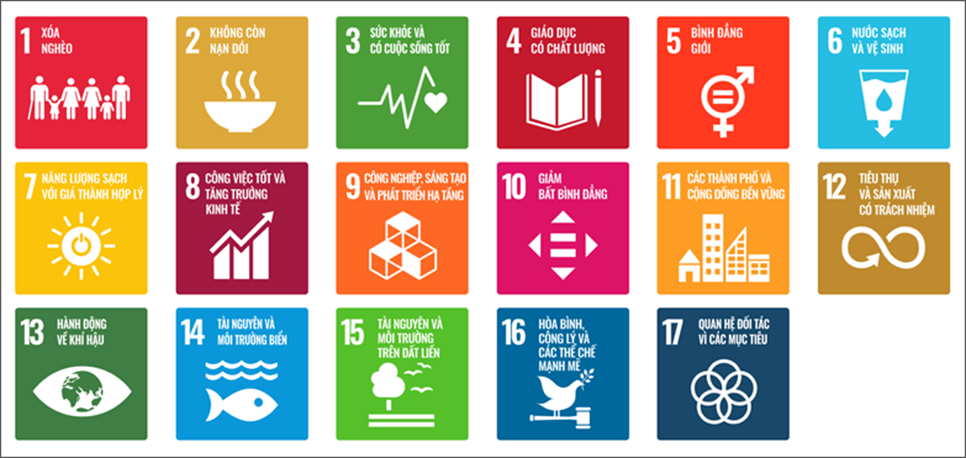 1 XÓA
NGHÈO
2 KHÔNG CÒN
NẠN ĐÓI
3 SỨC KHỎE VÀ
CÓ CUỘC SỐNG TỐT
4 GIÁO DỤC
CÓ CHẤT LƯỢNG
5 BÌNH ĐẲNG
GIỚI
6 NƯỚC SẠCH
VÀ VỆ SINH
7 NĂNG LƯỢNG SẠCH
VỚI GIÁ THÀNH HỢP LÝ
8 CÔNG VIỆC TỐT VÀ
TĂNG TRƯỞNG
KINH TẾ
9 CÔNG NGHIỆP, SÁNG TẠO
VÀ PHÁT TRIỂN HẠ TẦNG
10 GIẢM
BẤT BÌNH ĐẲNG
11 CÁC THÀNH PHỐ VÀ
CỘNG ĐỒNG BỀN VỮNG
12 TIÊU THỤ
VÀ SẢN XUẤT
CÓ TRÁCH NHIỆM
13 HÀNH ĐỘNG
VỀ KHÍ HẬU
14 TÀI NGUYÊN VÀ
MÔI TRƯỜNG BIỂN
15 TÀI NGUYÊN VÀ
MÔI TRƯỜNG
TRÊN ĐẤT LIỀN
16 HÒA BÌNH,
CÔNG LÝ VÀ
CÁC THỂ CHẾ
MẠNH MẼ
17 QUAN HỆ ĐỐI TÁC
VÌ CÁC MỤC TIÊU